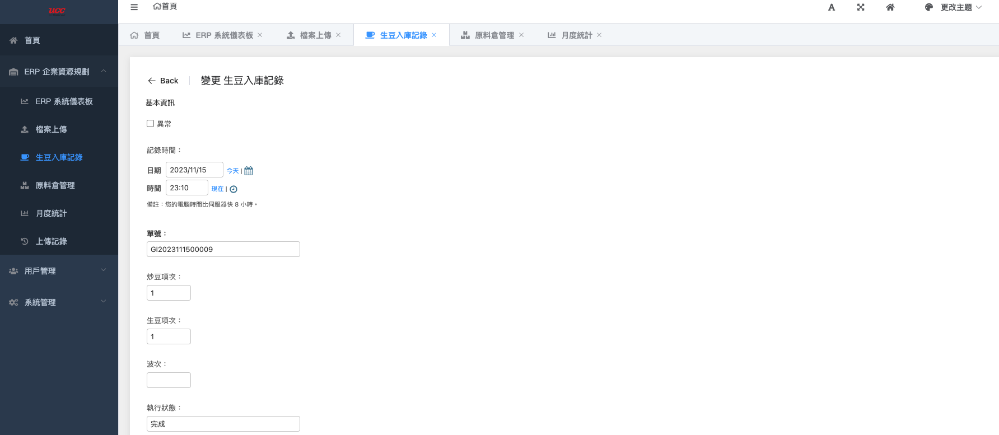 ucc
首頁
ERP 企業資源規劃
ERP 系統儀表板
檔案上傳
生豆入庫記錄
原料倉管理
月度統計
上傳記錄
用戶管理
系統管理
首頁
更改主題
首頁
ERP 系統儀表板
檔案上傳
生豆入庫記錄
原料倉管理
月度統計
Back
變更 生豆入庫記錄
基本資訊
異常
記錄時間：
日期 2023/11/15 今天 |
時間 23:10 現在 |
備註：您的電腦時間比伺服器快 8 小時。
單號：
GI2023111500009
炒豆項次：
1
生豆項次：
1
波次：
執行狀態：
完成